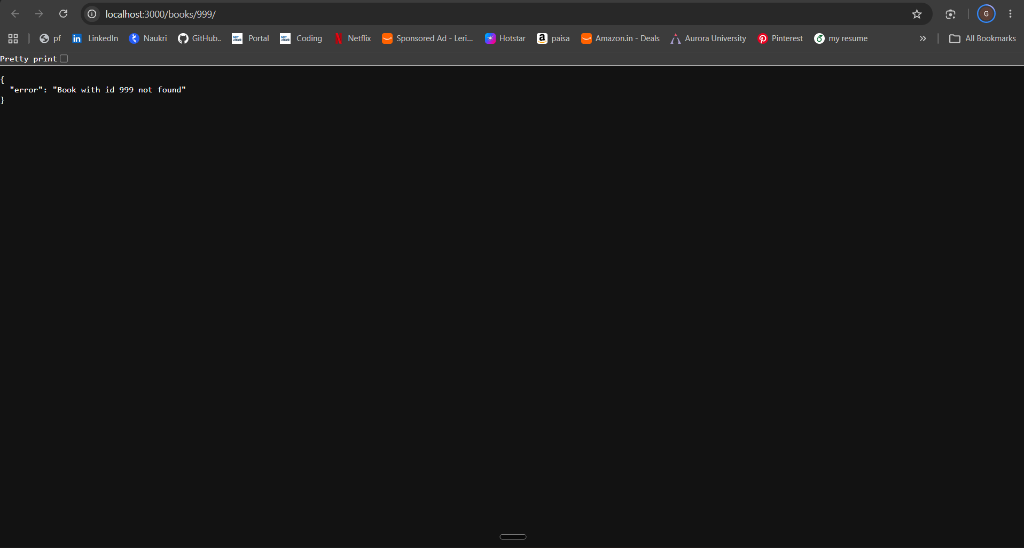 localhost:3000/books/999/
G
pf
LinkedIn
Naukri
GitHub..
Portal
Coding
Netflix
Sponsored Ad - Leri...
Hotstar
paisa
Amazon.in - Deals
Aurora University
Pinterest
my resume
»
All Bookmarks
Pretty print
{
"error": "Book with id 999 not found"
}